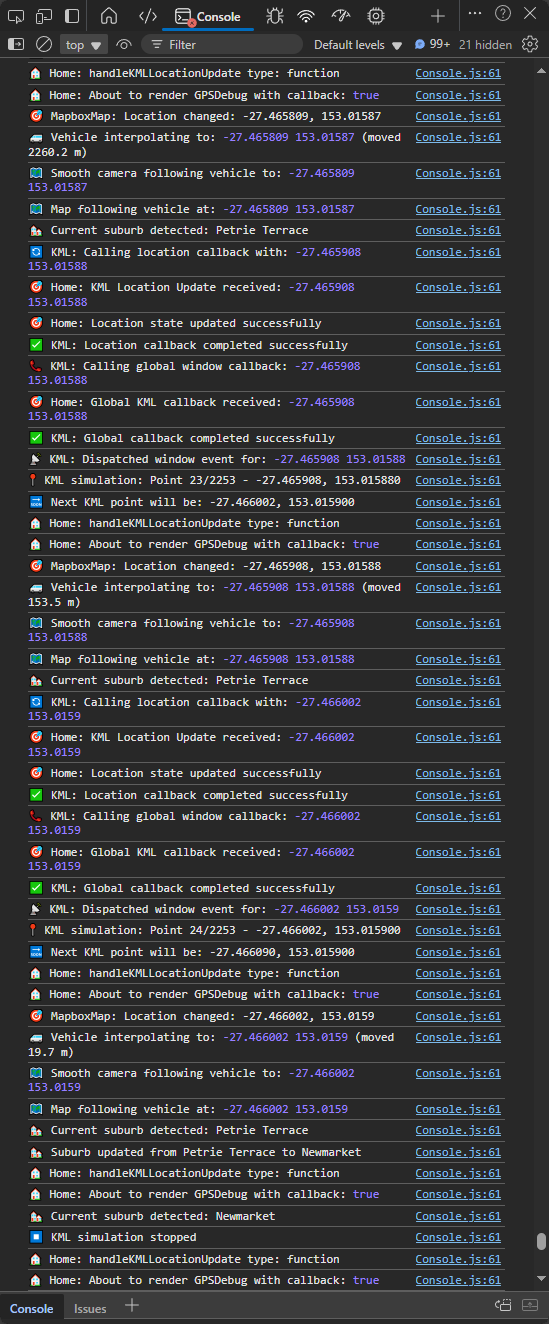 Console
top
Filter
Default levels
99+
21 hidden
Home: handleKMLLocationUpdate type: function Console.js:61
Home: About to render GPSDebug with callback: true Console.js:61
MapboxMap: Location changed: -27.465809, 153.01587 Console.js:61
Vehicle interpolating to: -27.465809 153.01587 (moved Console.js:61
2260.2 m)
Smooth camera following vehicle to: -27.465809 Console.js:61
153.01587
Map following vehicle at: -27.465809 153.01587 Console.js:61
Current suburb detected: Petrie Terrace Console.js:61
KML: Calling location callback with: -27.465908 Console.js:61
153.01588
Home: KML Location Update received: -27.465908 Console.js:61
153.01588
Home: Location state updated successfully Console.js:61
KML: Location callback completed successfully Console.js:61
KML: Calling global window callback: -27.465908 Console.js:61
153.01588
Home: Global KML callback received: -27.465908 Console.js:61
153.01588
KML: Global callback completed successfully Console.js:61
KML: Dispatched window event for: -27.465908 153.01588 Console.js:61
KML simulation: Point 23/2253 - -27.465908, 153.015880 Console.js:61
SOON Next KML point will be: -27.466002, 153.015900 Console.js:61
Home: handleKMLLocationUpdate type: function Console.js:61
Home: About to render GPSDebug with callback: true Console.js:61
MapboxMap: Location changed: -27.465908, 153.01588 Console.js:61
Vehicle interpolating to: -27.465908 153.01588 (moved Console.js:61
153.5 m)
Smooth camera following vehicle to: -27.465908 Console.js:61
153.01588
Map following vehicle at: -27.465908 153.01588 Console.js:61
Current suburb detected: Petrie Terrace Console.js:61
KML: Calling location callback with: -27.466002 Console.js:61
153.0159
Home: KML Location Update received: -27.466002 Console.js:61
153.0159
Home: Location state updated successfully Console.js:61
KML: Location callback completed successfully Console.js:61
KML: Calling global window callback: -27.466002 Console.js:61
153.0159
Home: Global KML callback received: -27.466002 Console.js:61
153.0159
KML: Global callback completed successfully Console.js:61
KML: Dispatched window event for: -27.466002 153.0159 Console.js:61
KML simulation: Point 24/2253 - -27.466002, 153.015900 Console.js:61
SOON Next KML point will be: -27.466090, 153.015900 Console.js:61
Home: handleKMLLocationUpdate type: function Console.js:61
Home: About to render GPSDebug with callback: true Console.js:61
MapboxMap: Location changed: -27.466002, 153.0159 Console.js:61
Vehicle interpolating to: -27.466002 153.0159 (moved Console.js:61
19.7 m)
Smooth camera following vehicle to: -27.466002 Console.js:61
153.0159
Map following vehicle at: -27.466002 153.0159 Console.js:61
Current suburb detected: Petrie Terrace Console.js:61
Suburb updated from Petrie Terrace to Newmarket Console.js:61
Home: handleKMLLocationUpdate type: function Console.js:61
Home: About to render GPSDebug with callback: true Console.js:61
Current suburb detected: Newmarket Console.js:61
KML simulation stopped Console.js:61
Home: handleKMLLocationUpdate type: function Console.js:61
Home: About to render GPSDebug with callback: true Console.js:61
Console
Issues